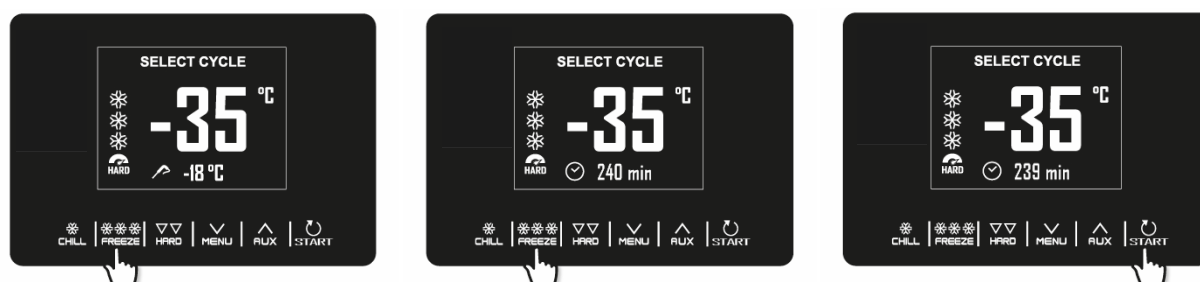 SELECT CYCLE
-35 °C
HARD
-18 °C
CHILL FREEZE HARD MENU AUX START
SELECT CYCLE
-35 °C
HARD
240 min
CHILL FREEZE HARD MENU AUX START
SELECT CYCLE
-35 °C
HARD
239 min
CHILL FREEZE HARD MENU AUX START